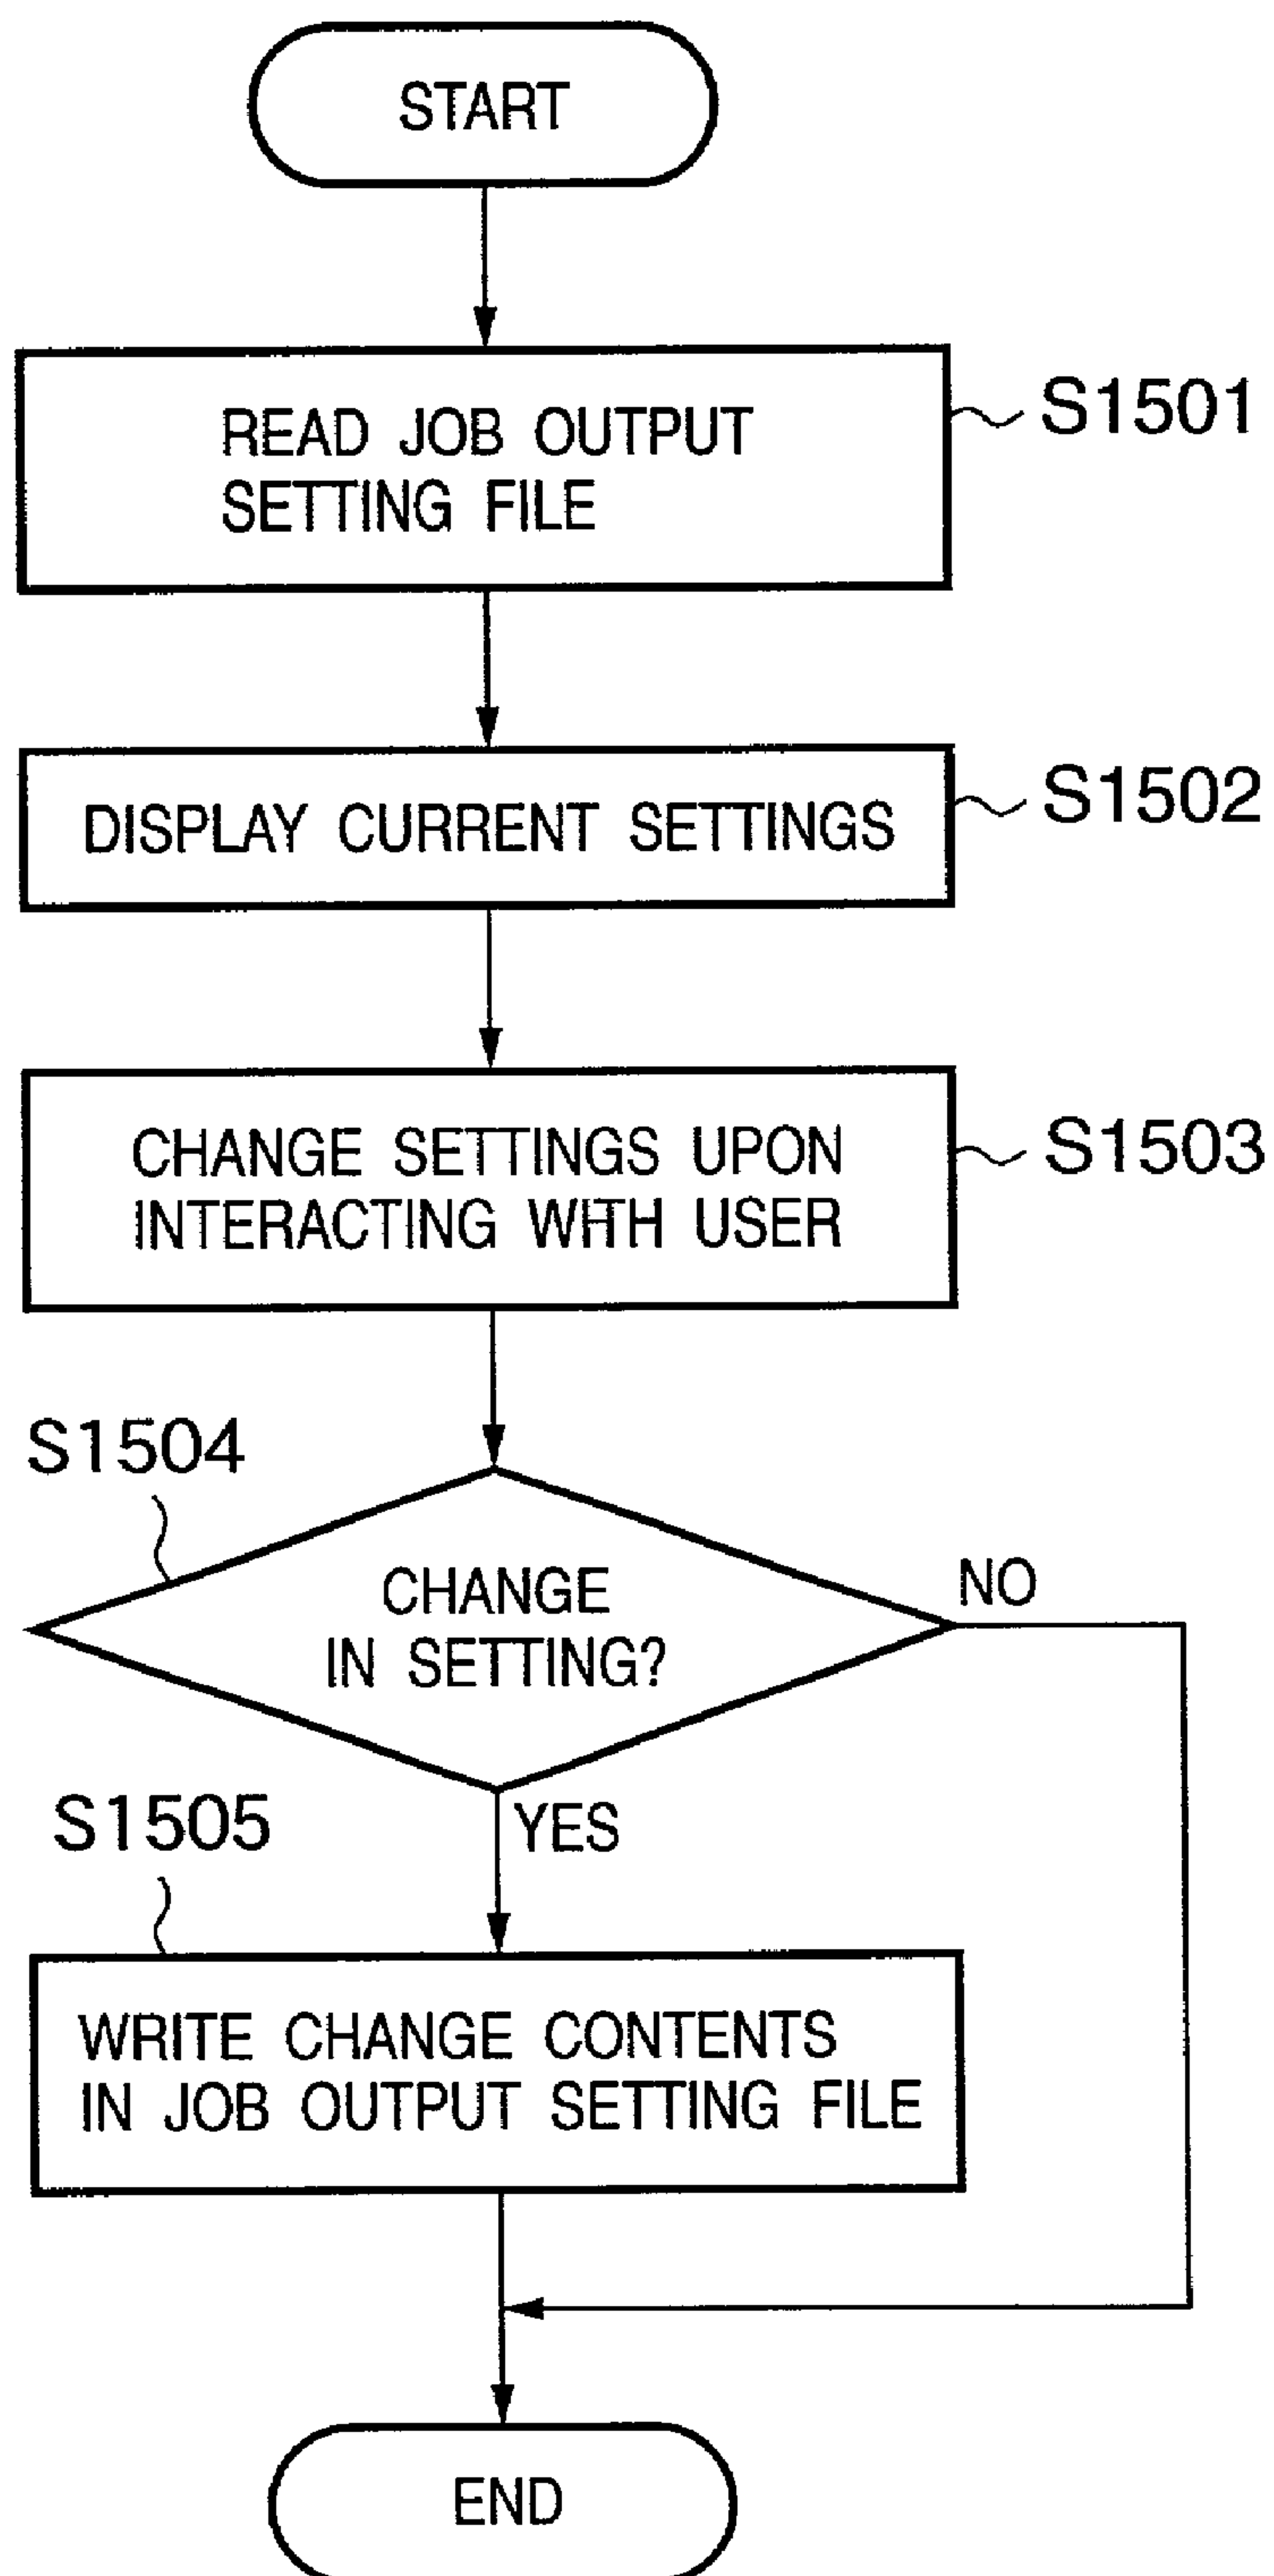 START
READ JOB OUTPUT
SETTING FILE
S1501
DISPLAY CURRENT SETTINGS
S1502
CHANGE SETTINGS UPON
INTERACTING WITH USER
S1503
S1504
CHANGE
IN SETTING?
NO
YES
S1505
WRITE CHANGE CONTENTS
IN JOB OUTPUT SETTING FILE
END